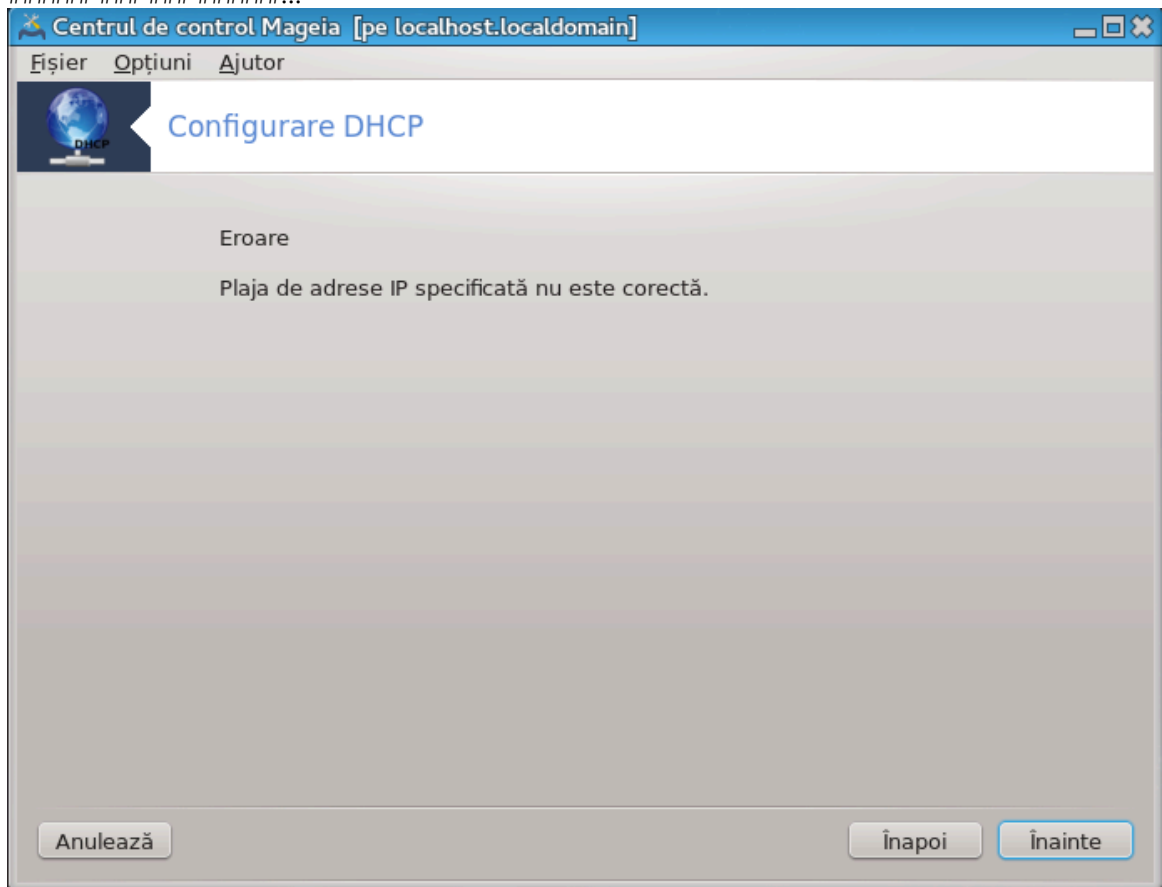 Centrul de control Mageia [pe localhost.localdomain]
Fișier Opțiuni Ajutor
DHCP
Configurare DHCP
Eroare
Plaja de adrese IP specificată nu este corectă.
Anulează Înapoi Înainte